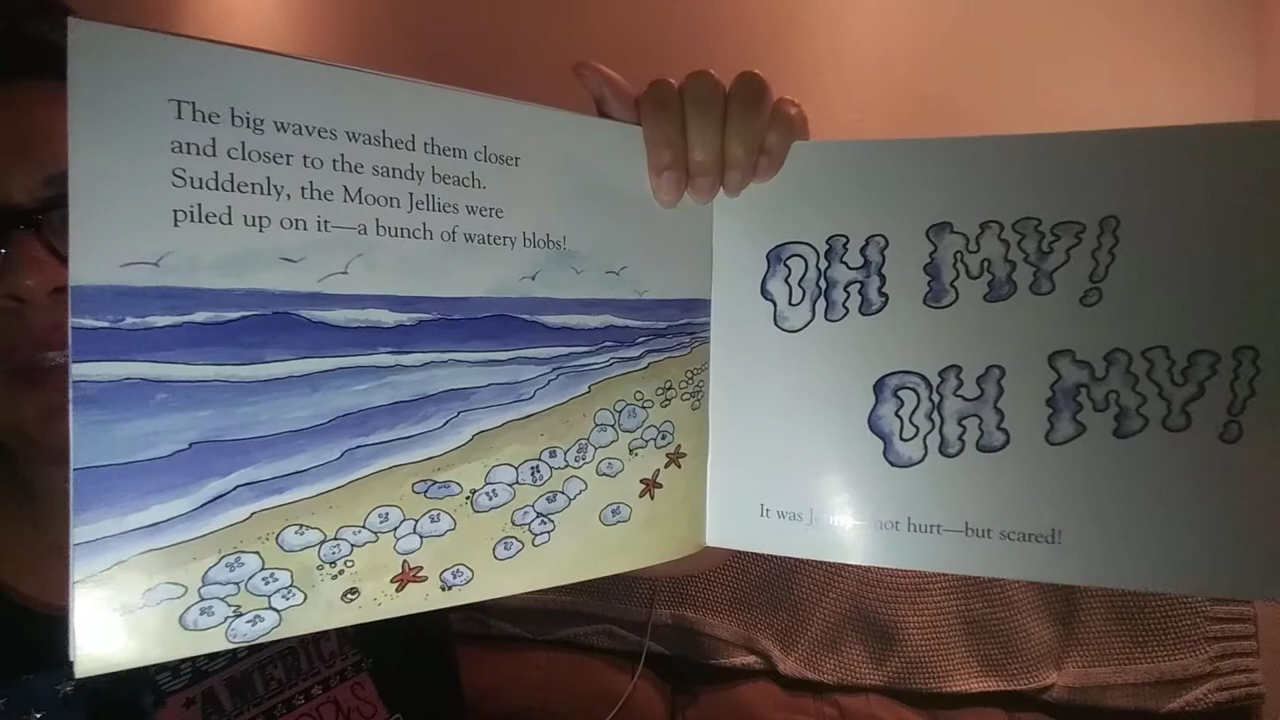 The big waves washed them closer
and closer to the sandy beach.
Suddenly, the Moon Jellies were
piled up on it—a bunch of watery blobs!
OH MY!
OH MY!
It was not hurt—but scared!
AMERICA